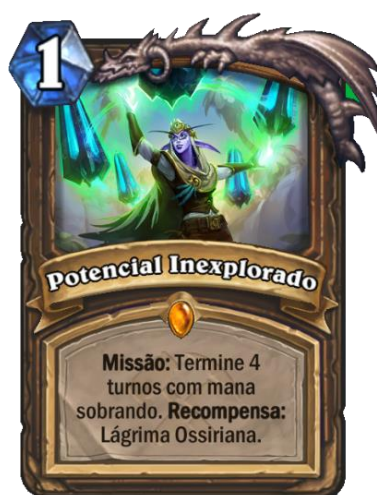 1
Potencial Inexplorado
Missão: Termine 4
turnos com mana
sobrando. Recompensa:
Lágrima Ossiriana.